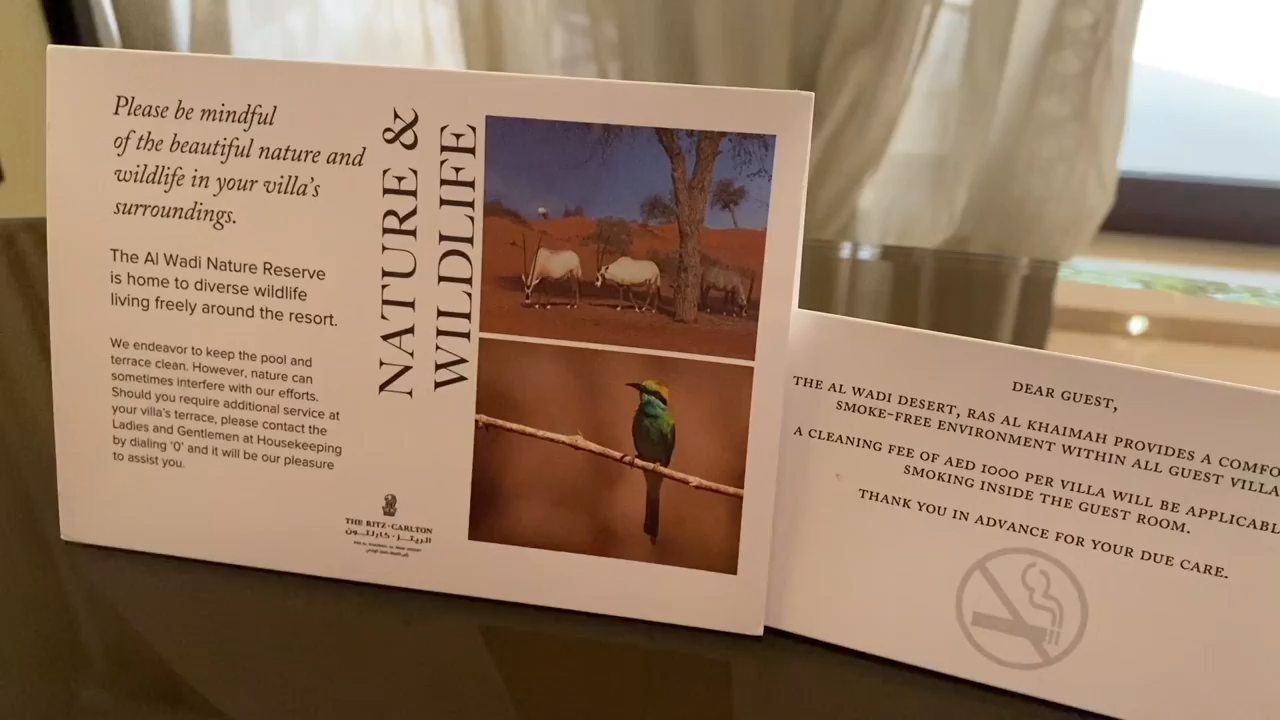 Please be mindful
of the beautiful nature and
wildlife in your villa's
surroundings.
The Al Wadi Nature Reserve
is home to diverse wildlife
living freely around the resort.
We endeavor to keep the pool and
terrace clean. However, nature can
sometimes interfere with our efforts.
Should you require additional service at
your villa's terrace, please contact the
Ladies and Gentlemen at Housekeeping
by dialing '0' and it will be our pleasure
to assist you.
NATURE &
WILDLIFE
THE RITZ-CARLTON
الريتز - كارلتون
DEAR GUEST,
THE AL WADI DESERT, RAS AL KHAIMAH PROVIDES A
SMOKE-FREE ENVIRONMENT WITHIN ALL GUEST
A CLEANING FEE OF AED 1000 PER VILLA WILL BE
SMOKING INSIDE THE GUEST ROOM.
THANK YOU IN ADVANCE FOR YOUR DUE CARE.